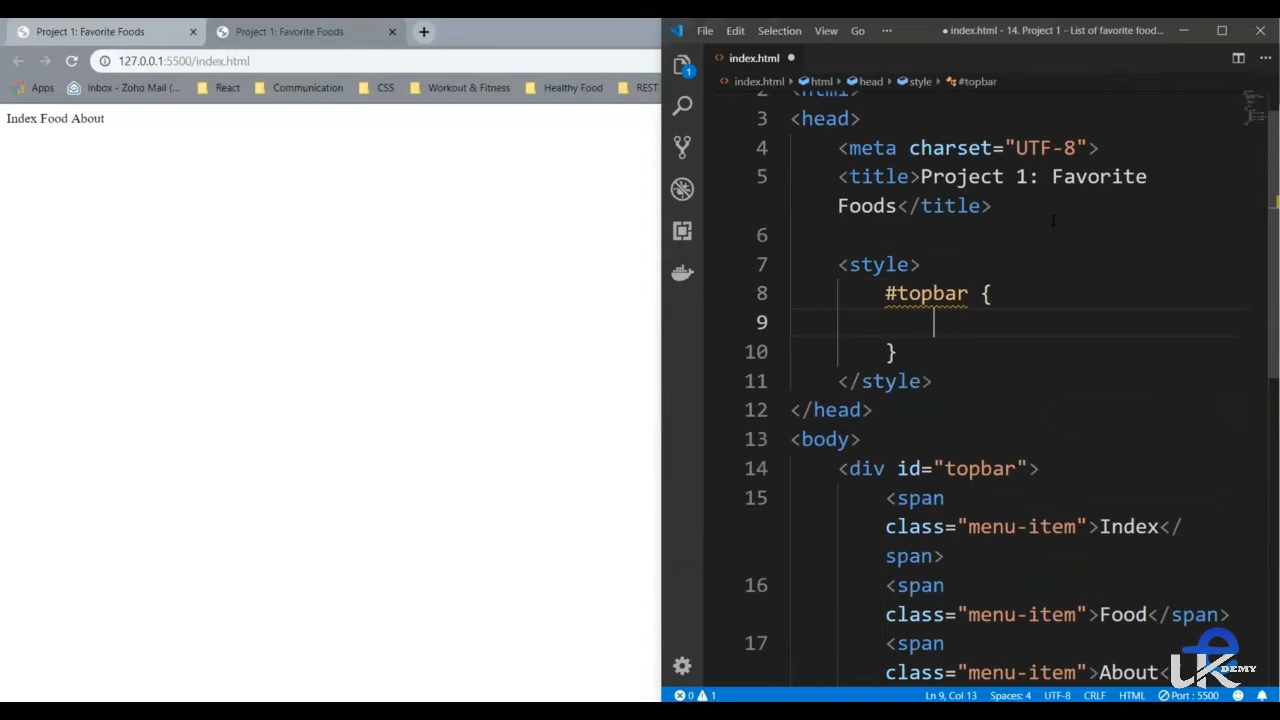 Project 1: Favorite Foods
Project 1: Favorite Foods
127.0.0.1:5500/index.html
Apps Inbox - Zoho Mail (... React Communication CSS Workout & Fitness Healthy Food REST
Index Food About
File Edit Selection View Go ••• ● index.html - 14. Project 1 - List of favorite food...
index.html
index.html › html › head › style › #topbar
1
3 <head>
4 <meta charset="UTF-8">
5 <title>Project 1: Favorite
Foods</title>
6
7 <style>
8 #topbar {
9
10 }
11 </style>
12 </head>
13 <body>
14 <div id="topbar">
15 <span
class="menu-item">Index</
span>
16 <span
class="menu-item">Food</span>
17 <span
class="menu-item">About<
UK DEMY
0 1 Ln 9, Col 13 Spaces: 4 UTF-8 CRLF HTML Port : 5500